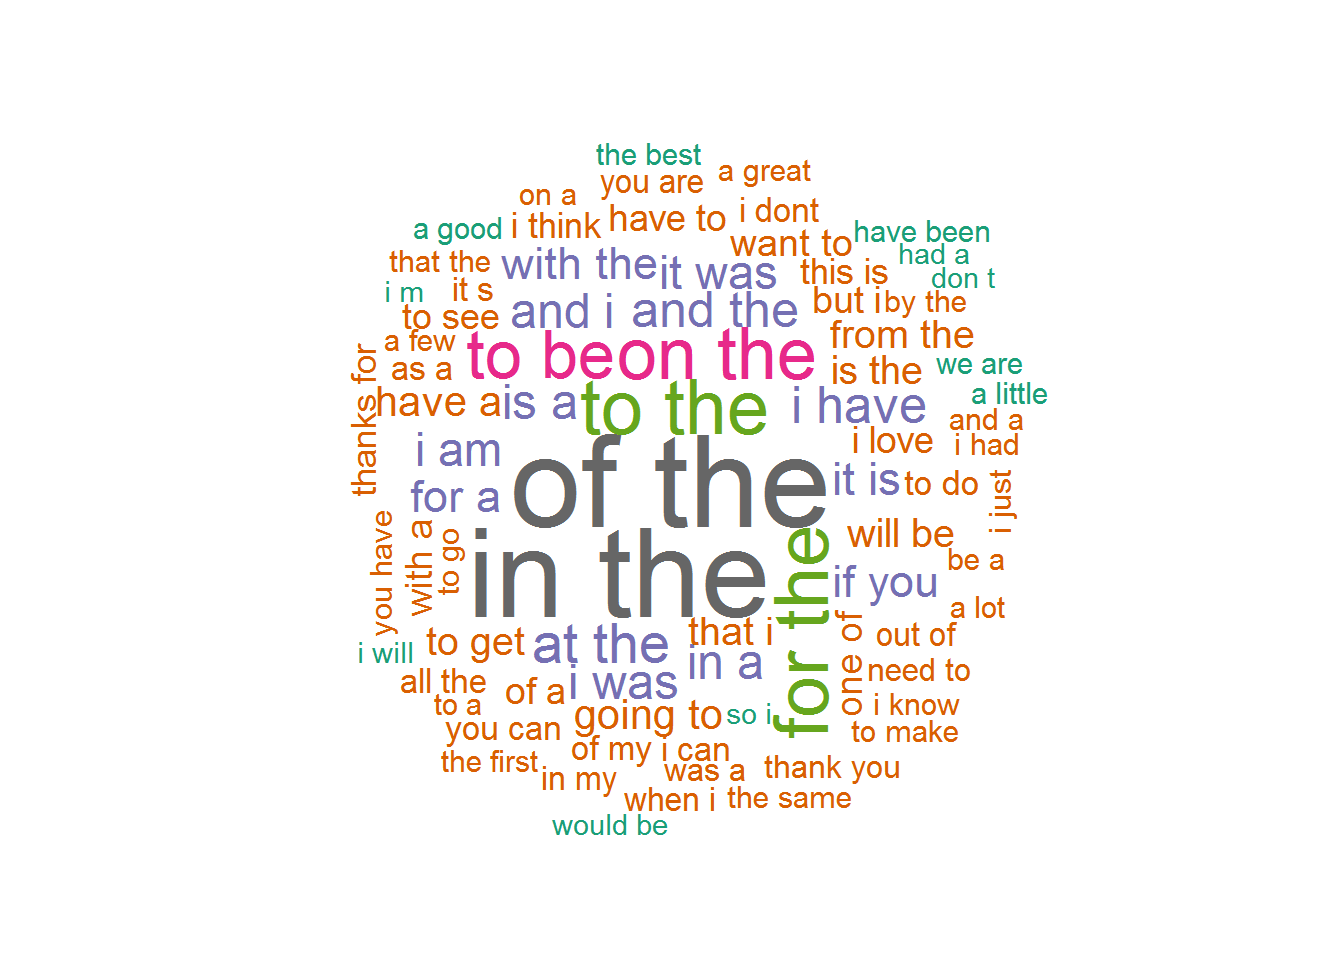 the best
you are
a great
on a
i think
have to
i dont
a good
want to
have been
that the
with the
it was
this is
had a
don t
i m
it s
to see
and i
and the
but i
by the
a few
to be
on the
from the
thanks for
as a
is the
we are
have a
is a
to the
i have
a little
and a
i am
of the
i love
i had
for a
it is
to do
i just
you have
with a
to go
in the
for the
will be
if you
be a
a lot
i will
to get
at the
that i
in a
one of
out of
need to
all the
of a
i was
to a
going to
so i
i know
you can
of my
i can
to make
the first
in my
was a
thank you
when i
the same
would be